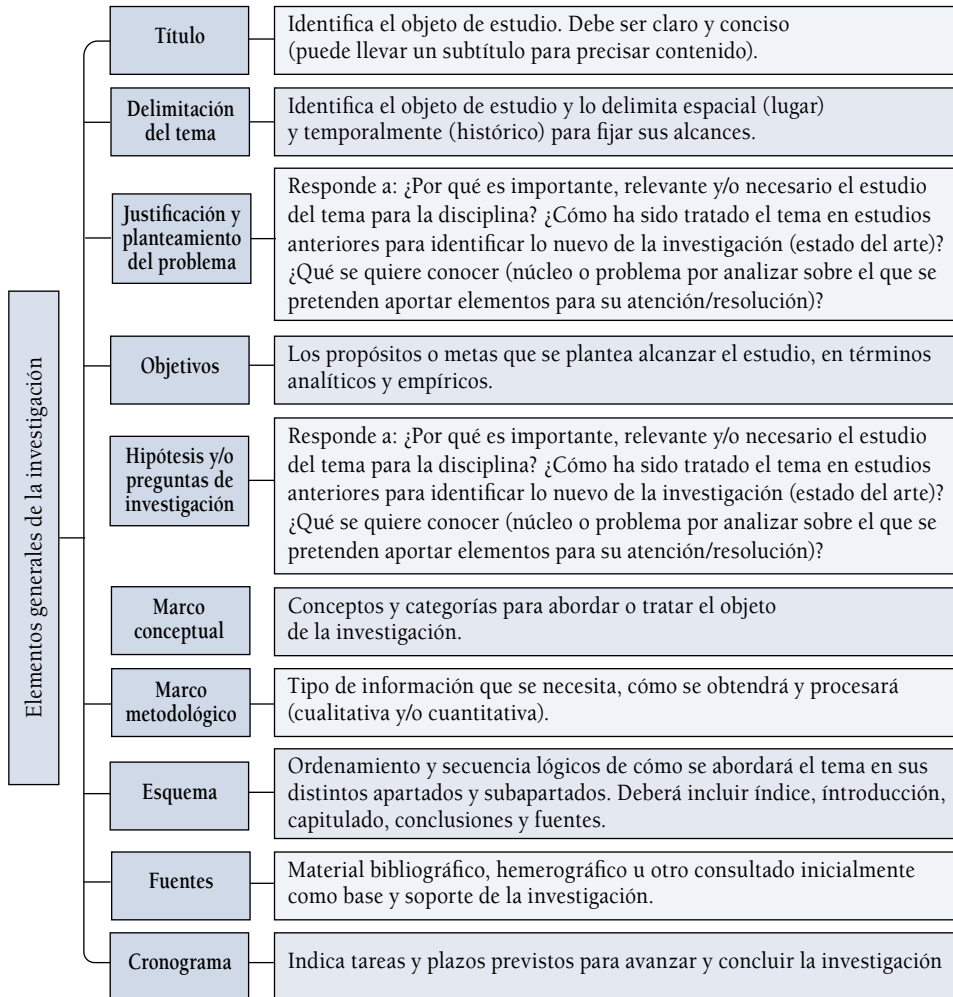 Elementos generales de la investigación
Título
Identifica el objeto de estudio. Debe ser claro y conciso
(puede llevar un subtítulo para precisar contenido).
Delimitación
del tema
Identifica el objeto de estudio y lo delimita espacial (lugar)
y temporalmente (histórico) para fijar sus alcances.
Justificación y
planteamiento
del problema
Responde a: ¿Por qué es importante, relevante y/o necesario el estudio
del tema para la disciplina? ¿Cómo ha sido tratado el tema en estudios
anteriores para identificar lo nuevo de la investigación (estado del arte)?
¿Qué se quiere conocer (núcleo o problema por analizar sobre el que se
pretenden aportar elementos para su atención/resolución)?
Objetivos
Los propósitos o metas que se plantea alcanzar el estudio, en términos
analíticos y empíricos.
Hipótesis y/o
preguntas de
investigación
Responde a: ¿Por qué es importante, relevante y/o necesario el estudio
del tema para la disciplina? ¿Cómo ha sido tratado el tema en estudios
anteriores para identificar lo nuevo de la investigación (estado del arte)?
¿Qué se quiere conocer (núcleo o problema por analizar sobre el que se
pretenden aportar elementos para su atención/resolución)?
Marco
conceptual
Conceptos y categorías para abordar o tratar el objeto
de la investigación.
Marco
metodológico
Tipo de información que se necesita, cómo se obtendrá y procesará
(cualitativa y/o cuantitativa).
Esquema
Ordenamiento y secuencia lógicos de cómo se abordará el tema en sus
distintos apartados y subapartados. Deberá incluir índice, íntroducción,
capitulado, conclusiones y fuentes.
Fuentes
Material bibliográfico, hemerográfico u otro consultado inicialmente
como base y soporte de la investigación.
Cronograma
Indica tareas y plazos previstos para avanzar y concluir la investigación